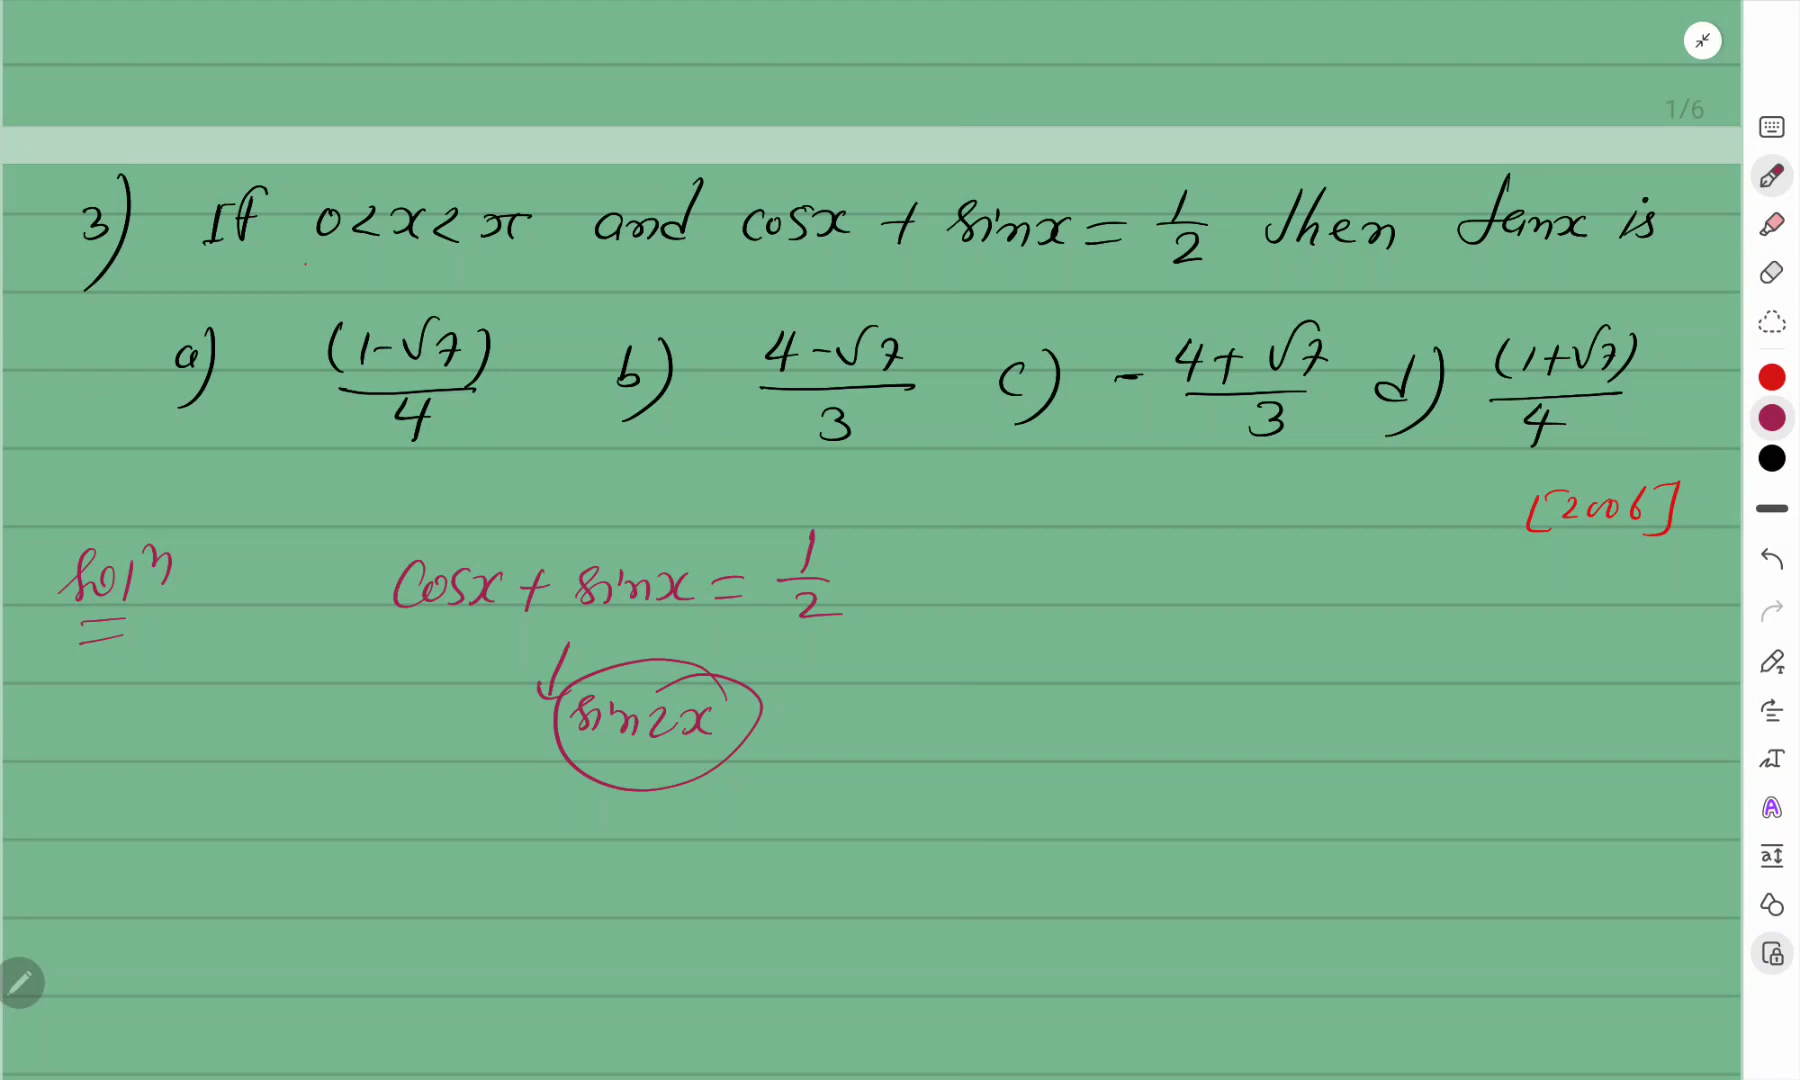 1/6
3) If 0<x<π and cosx + sinx = 1/2 then tanx is
a) (1-√7)/4 b) 4-√7/3 c) - 4+√7/3 d) (1+√7)/4
[2006]
Solⁿ cosx + sinx = 1/2
sin2x